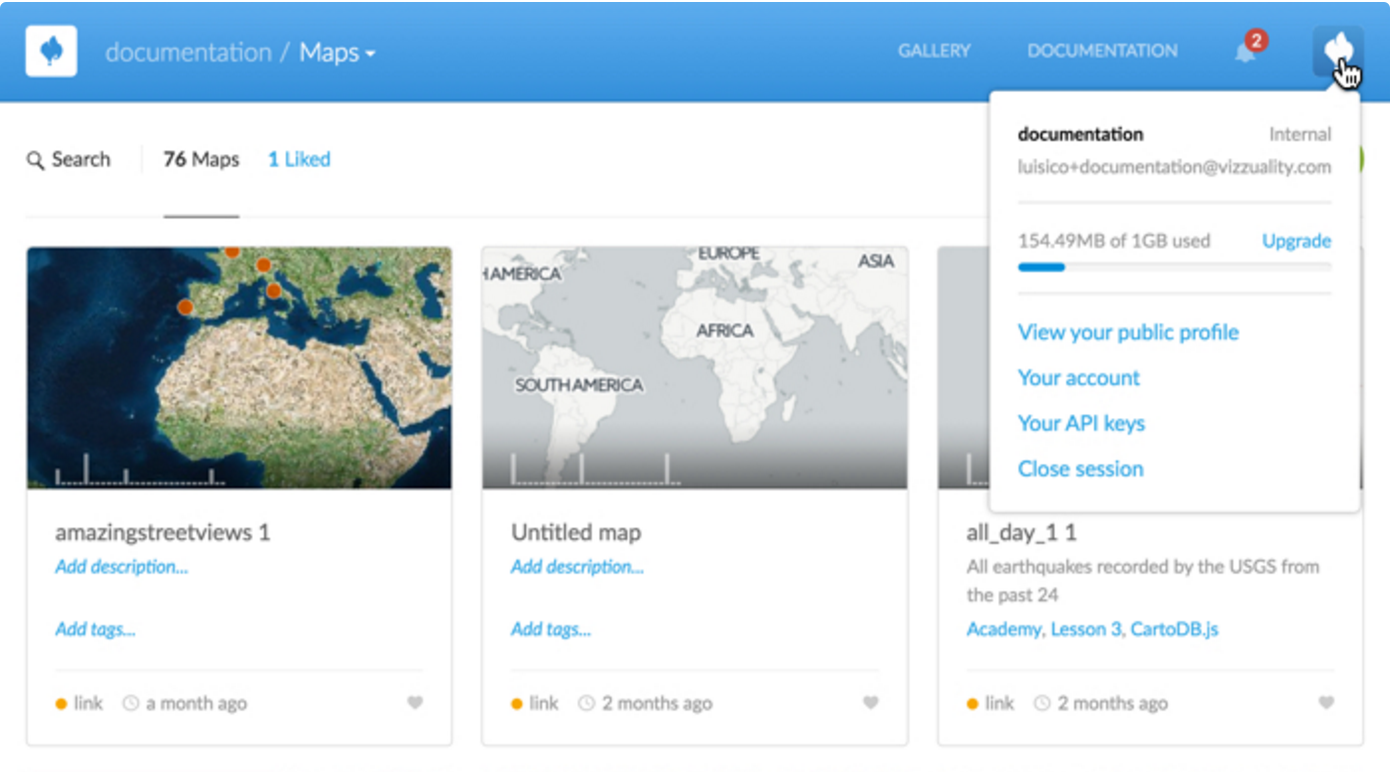 documentation / Maps
GALLERY
DOCUMENTATION
2
Search
76 Maps
1 Liked
documentation
Internal
luisico+documentation@vizzuality.com
154.49MB of 1GB used
Upgrade
View your public profile
Your account
Your API keys
Close session
H AMERICA
EUROPE
ASIA
AFRICA
SOUTH AMERICA
amazingstreetviews 1
Add description...
Add tags...
link
a month ago
Untitled map
Add description...
Add tags...
link
2 months ago
all_day_1 1
All earthquakes recorded by the USGS from
the past 24
Academy, Lesson 3, CartoDB.js
link
2 months ago